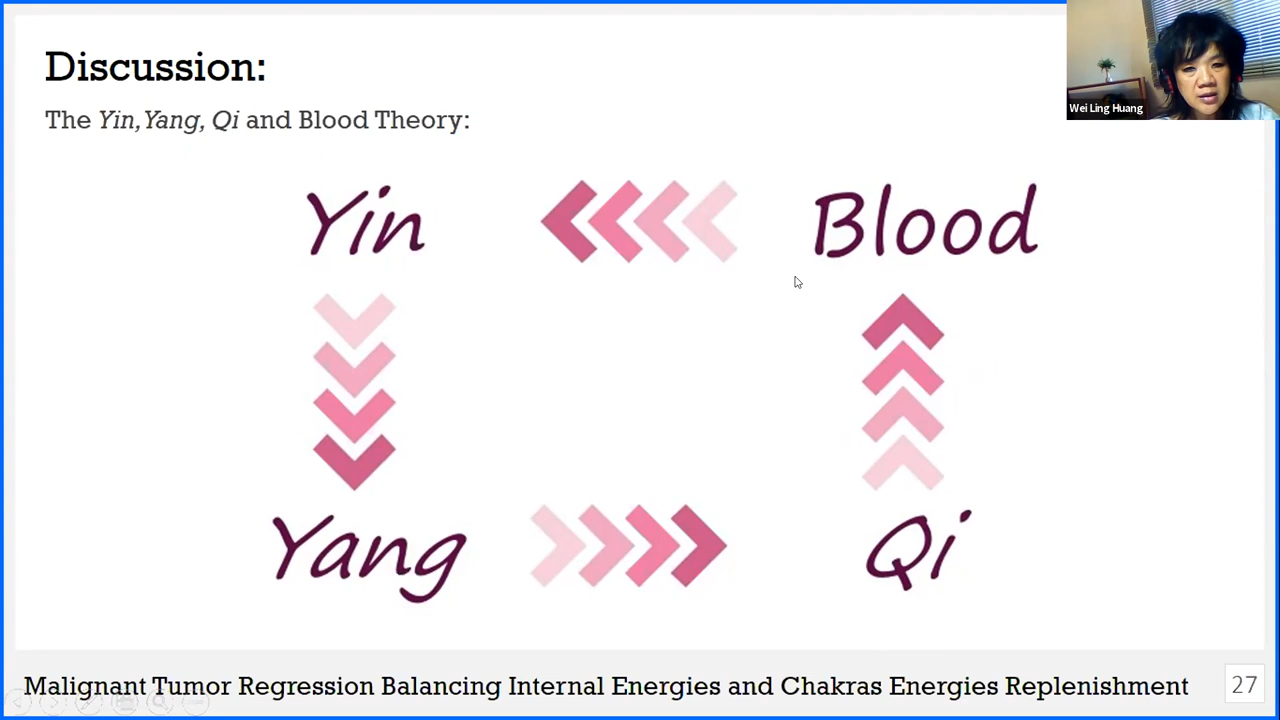 Discussion:
Wei Ling Huang
The Yin, Yang, Qi and Blood Theory:
Yin
Blood
Yang
Qi
Malignant Tumor Regression Balancing Internal Energies and Chakras Energies Replenishment
27